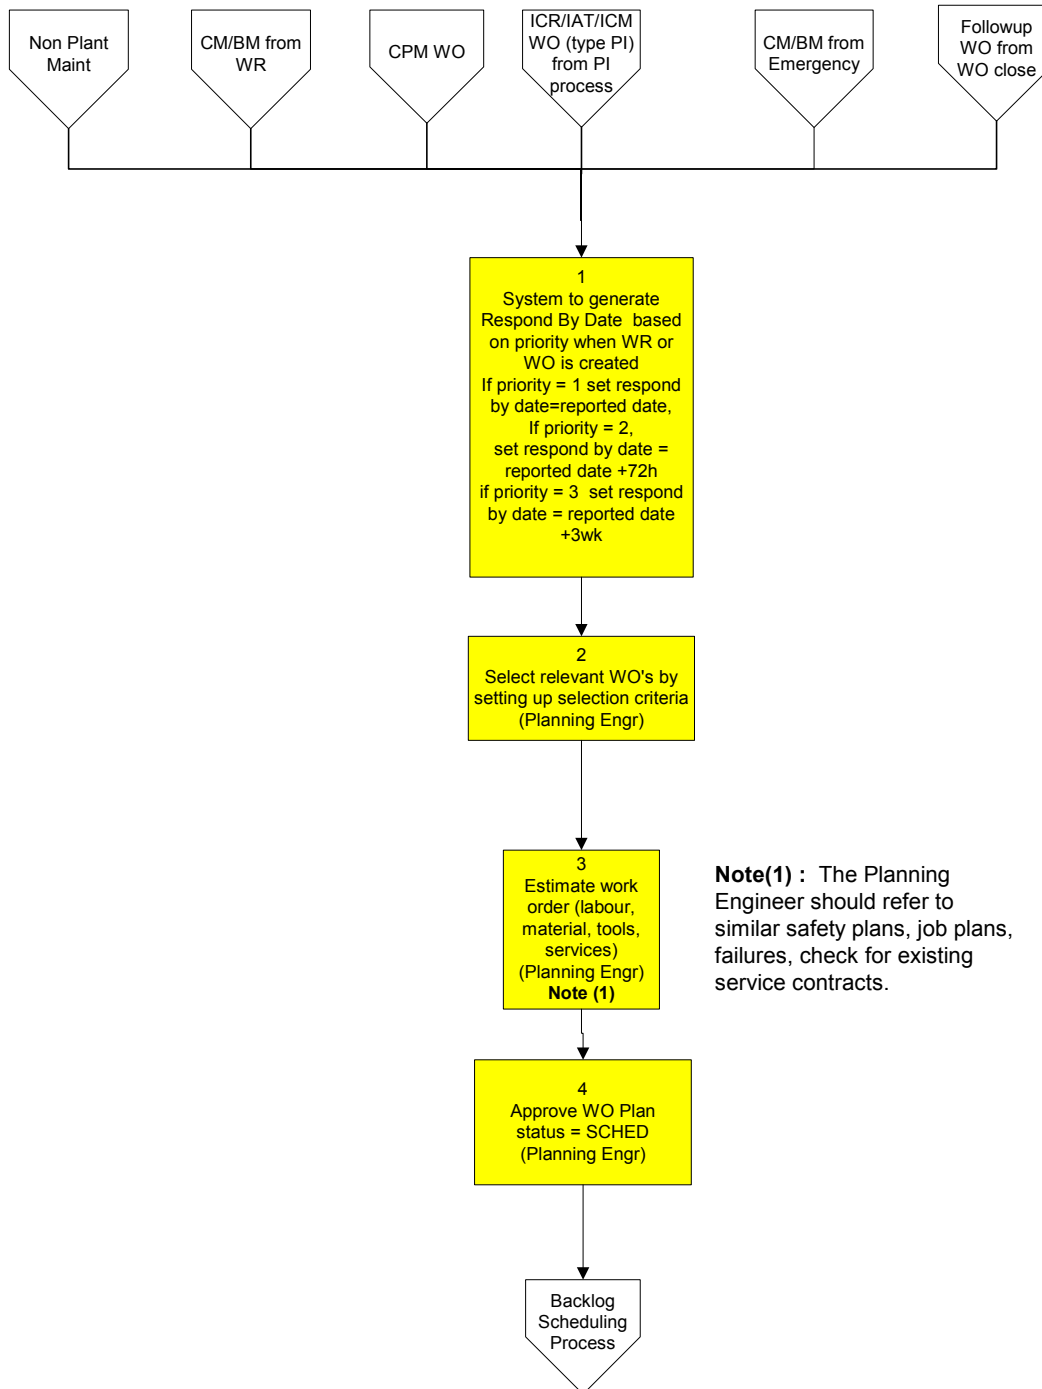 Non Plant
Maint
CM/BM from
WR
CPM WO
ICR/IAT/ICM
WO (type PI)
from PI
process
CM/BM from
Emergency
Followup
WO from
WO close
1
System to generate
Respond By Date  based
on priority when WR or
WO is created
If priority = 1 set respond
by date=reported date,
If priority = 2,
set respond by date =
reported date +72h
if priority = 3  set respond
by date = reported date
+3wk
2
Select relevant WO's by
setting up selection criteria
(Planning Engr)
3
Estimate work
order (labour,
material, tools,
services)
(Planning Engr)
Note (1)
Note(1) :  The Planning
Engineer should refer to
similar safety plans, job plans,
failures, check for existing
service contracts.
4
Approve WO Plan
status = SCHED
(Planning Engr)
Backlog
Scheduling
Process